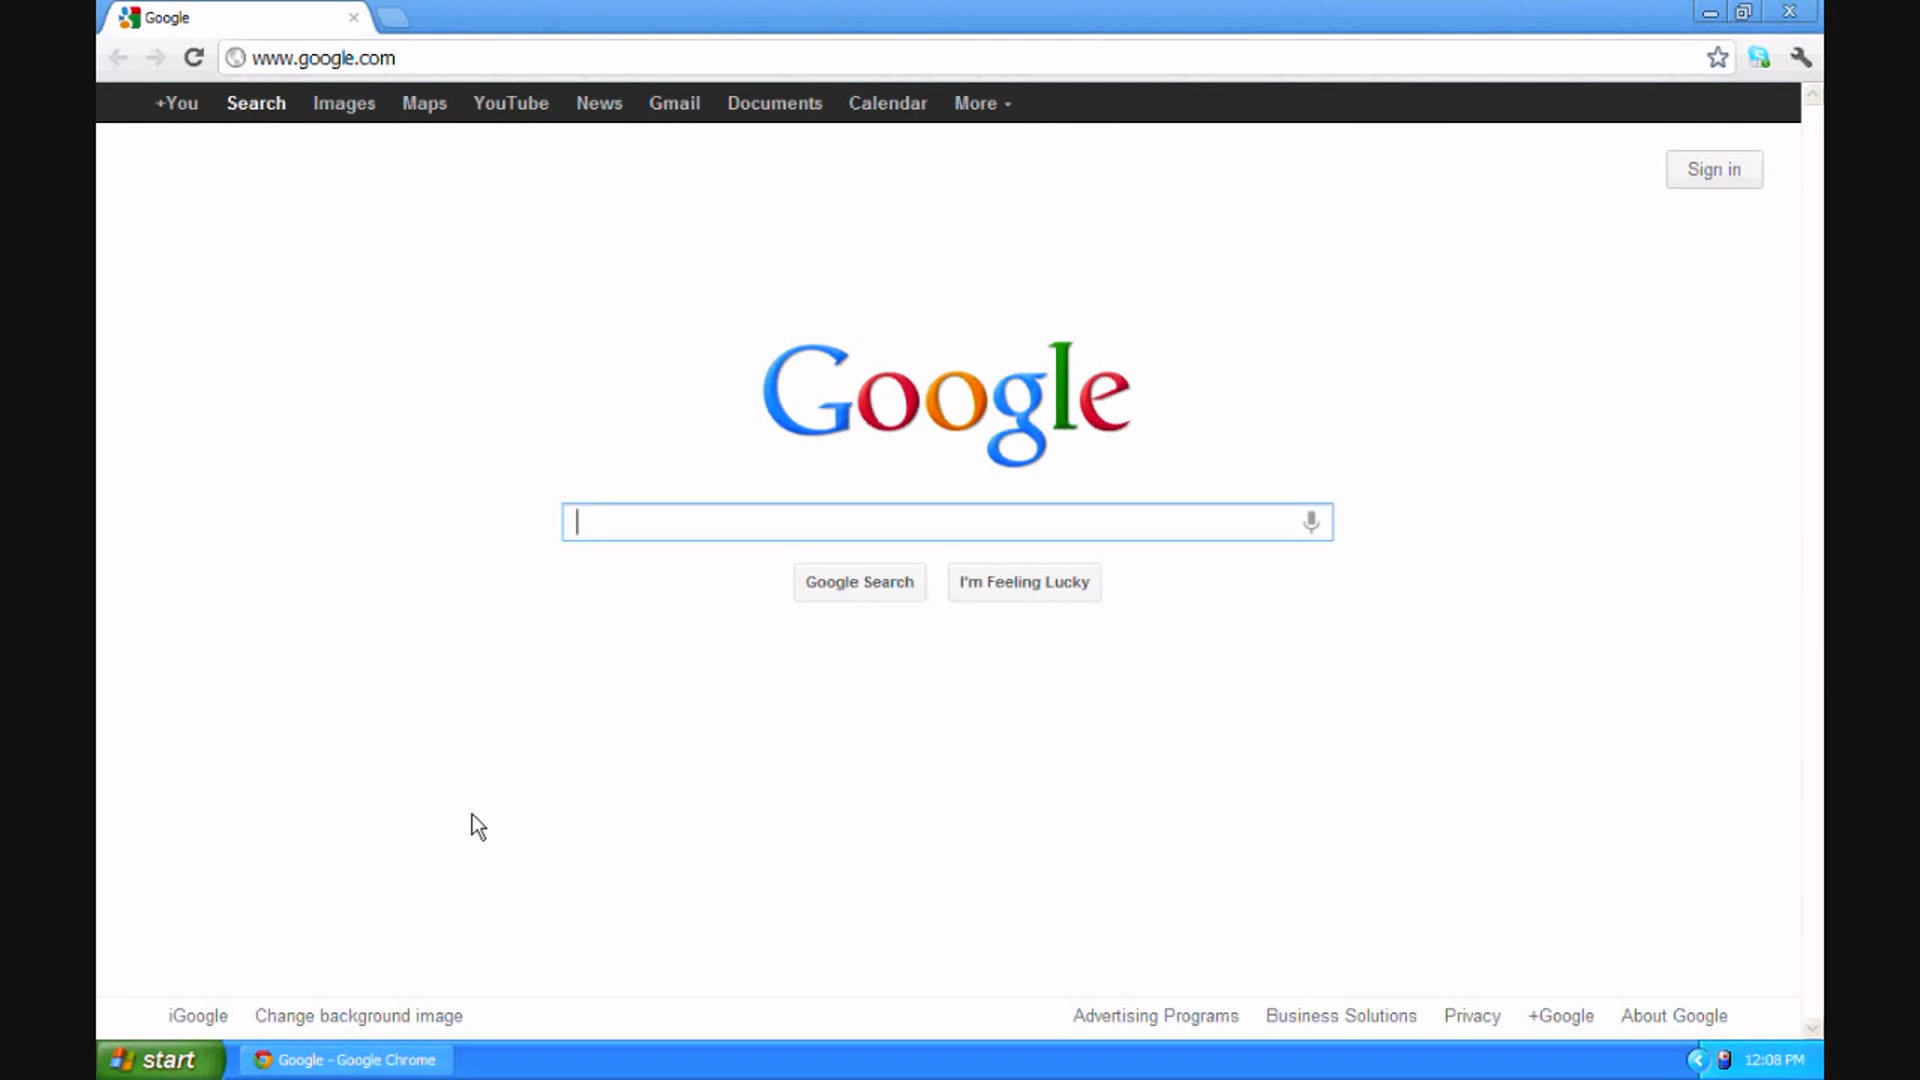 Google
www.google.com
+You Search Images Maps YouTube News Gmail Documents Calendar More
Sign in
Google
Google Search I'm Feeling Lucky
iGoogle Change background image Advertising Programs Business Solutions Privacy +Google About Google
start Google - Google Chrome 12:08 PM